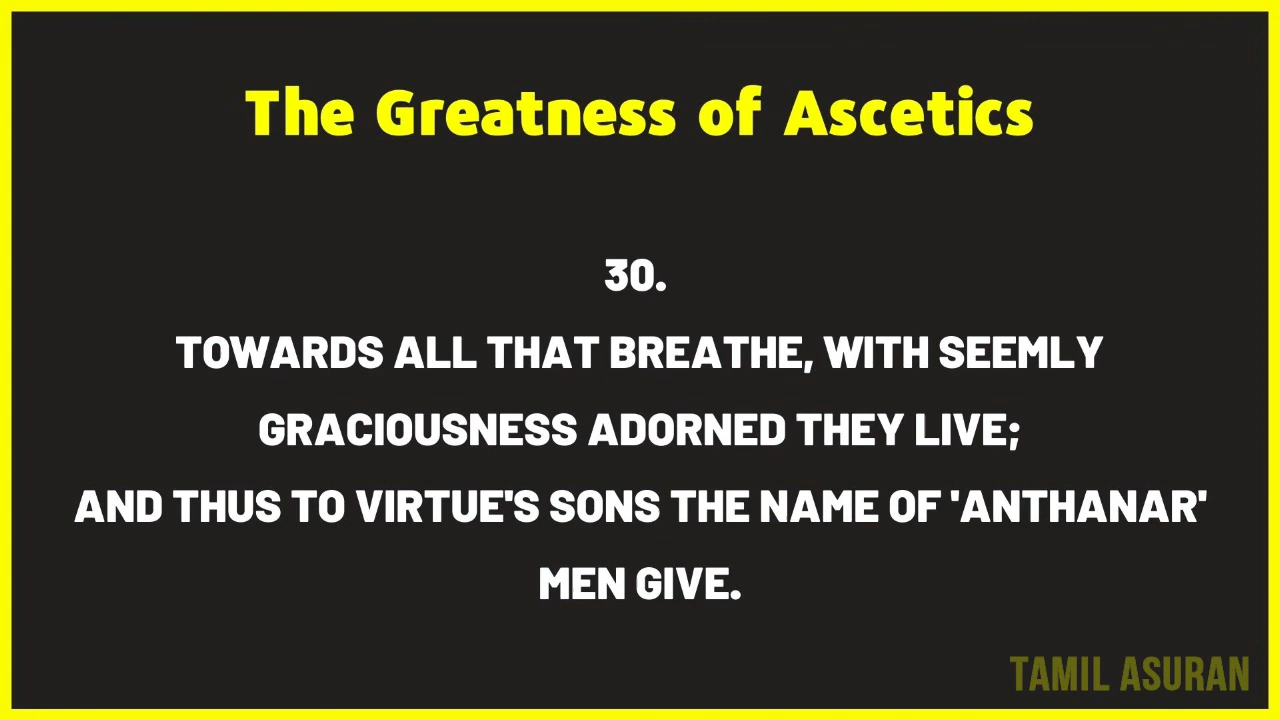 The Greatness of Ascetics
30.
TOWARDS ALL THAT BREATHE, WITH SEEMLY
GRACIOUSNESS ADORNED THEY LIVE;
AND THUS TO VIRTUE'S SONS THE NAME OF 'ANTHANAR'
MEN GIVE.
TAMIL ASURAN